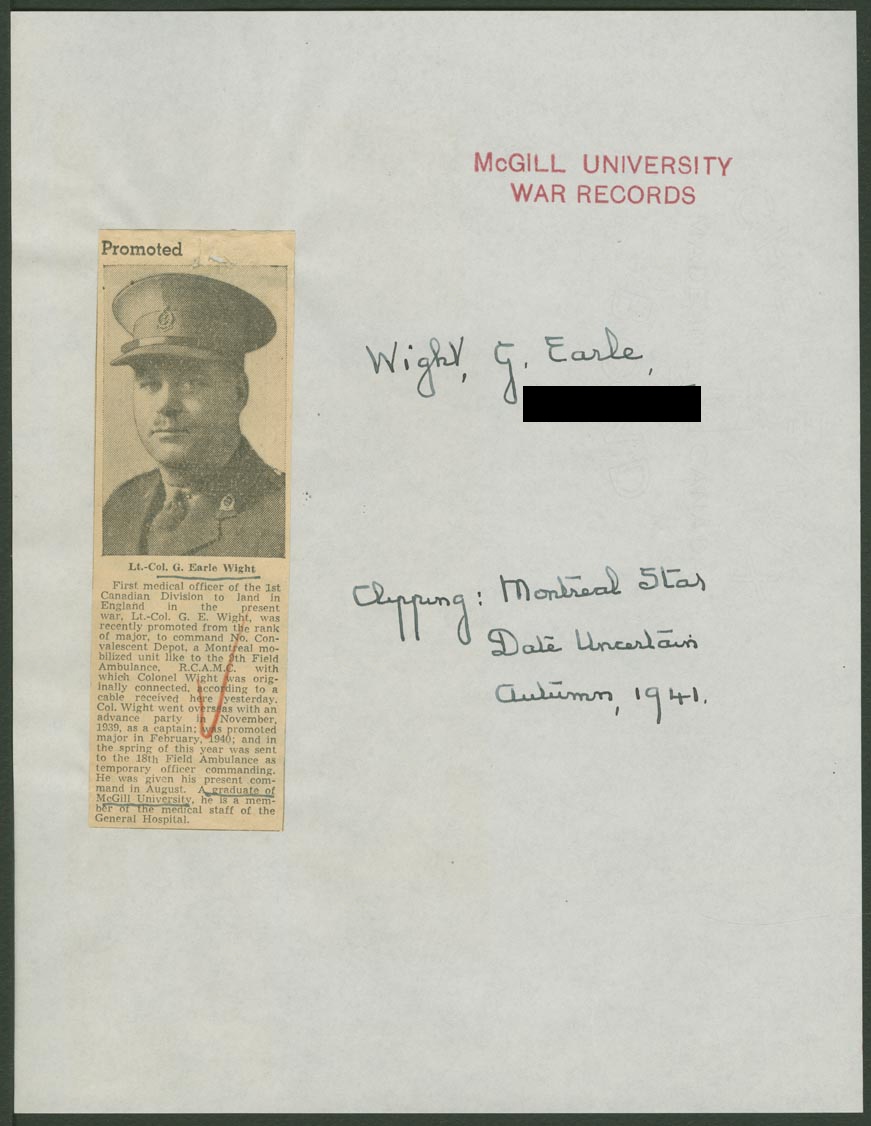 McGILL UNIVERSITY
WAR RECORDS
Promoted
Wight, G. Earle,
Lt.-Col. G. Earle Wight
First medical officer of the 1st
Canadian Division to land in
England in the present
war, Lt.-Col. G. E. Wight, was
recently promoted from the rank
of major, to command No. Con-
valescent Depot, a Montreal mo-
bilized unit like to the 9th Field
Ambulance, R.C.A.M.C. with
which Colonel Wight was orig-
inally connected, according to a
cable received here yesterday.
Col. Wight went overseas with an
advance party in November,
1939, as a captain; was promoted
major in February, 1940; and in
the spring of this year was sent
to the 18th Field Ambulance as
temporary officer commanding.
He was given his present com-
mand in August. A graduate of
McGill University, he is a mem-
ber of the medical staff of the
General Hospital.
Clipping: Montreal Star
Date Uncertain
Autumn, 1941.